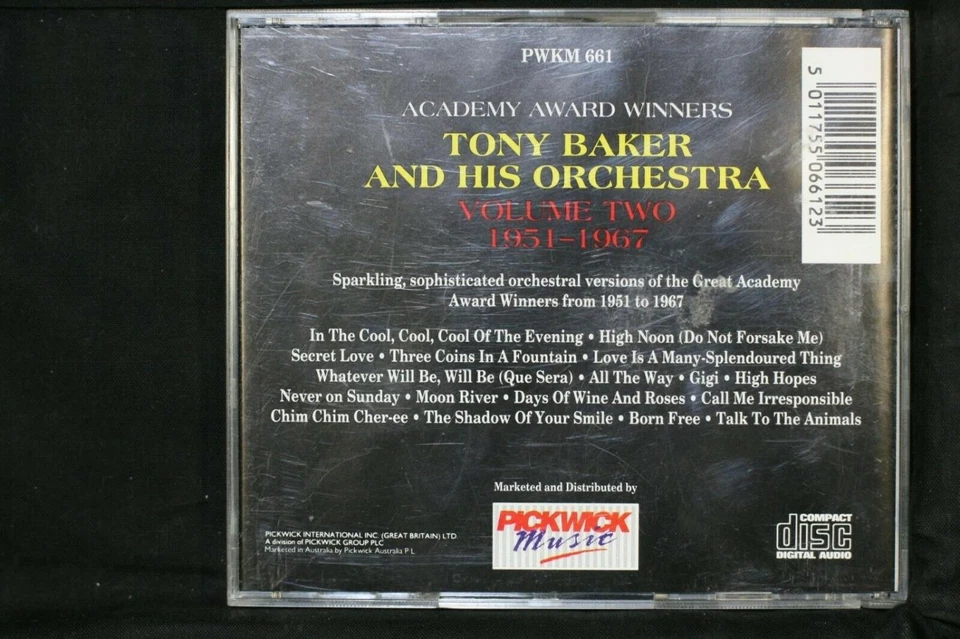 PWKM 661
ACADEMY AWARD WINNERS
TONY BAKER
AND HIS ORCHESTRA
VOLUME TWO
1951-1967
Sparkling, sophisticated orchestral versions of the Great Academy
Award Winners from 1951 to 1967
In The Cool, Cool, Cool Of The Evening • High Noon (Do Not Forsake Me)
Secret Love • Three Coins In A Fountain • Love Is A Many-Splendoured Thing
Whatever Will Be, Will Be (Que Sera) • All The Way • Gigi • High Hopes
Never on Sunday • Moon River • Days Of Wine And Roses • Call Me Irresponsible
Chim Chim Cher-ee • The Shadow Of Your Smile • Born Free • Talk To The Animals
Marketed and Distributed by
PICKWICK
Music
PICKWICK INTERNATIONAL INC. (GREAT BRITAIN) LTD.
A division of PICKWICK GROUP PLC
Marketed in Australia by Pickwick Australia P L
COMPACT
disc
DIGITAL AUDIO
5 011755 066123